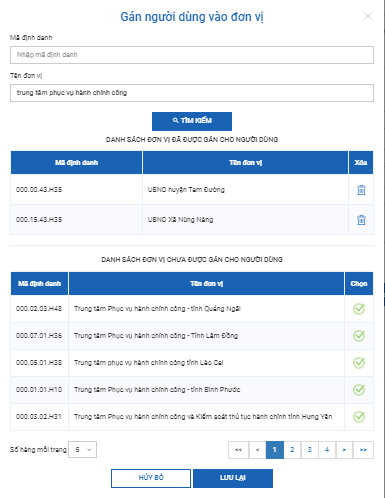 Gán người dùng vào đơn vị
Mã định danh
Nhập mã định danh
Tên đơn vị
trung tâm phục vụ hành chính công
TÌM KIẾM
DANH SÁCH ĐƠN VỊ ĐÃ ĐƯỢC GÁN CHO NGƯỜI DÙNG
Mã định danh Tên đơn vị Xóa
000.00.43.H35 UBND huyện Tam Đường
000.15.43.H35 UBND Xã Nùng Nàng
DANH SÁCH ĐƠN VỊ CHƯA ĐƯỢC GÁN CHO NGƯỜI DÙNG
Mã định danh Tên đơn vị Chọn
000.02.03.H48 Trung tâm Phục vụ hành chính công - tỉnh Quảng Ngãi
000.07.01.H36 Trung tâm Phục vụ hành chính công - Tỉnh Lâm Đồng
000.05.01.H38 Trung tâm phục vụ hành chính công tỉnh Lào Cai
000.01.01.H10 Trung tâm Phục vụ hành chính công - tỉnh Bình Phước
000.03.02.H31 Trung tâm Phục vụ hành chính công và Kiểm soát thủ tục hành chính tỉnh Hưng Yên
Số hàng mỗi trang 5 << < 1 2 3 4 > >>
HỦY BỎ LƯU LẠI